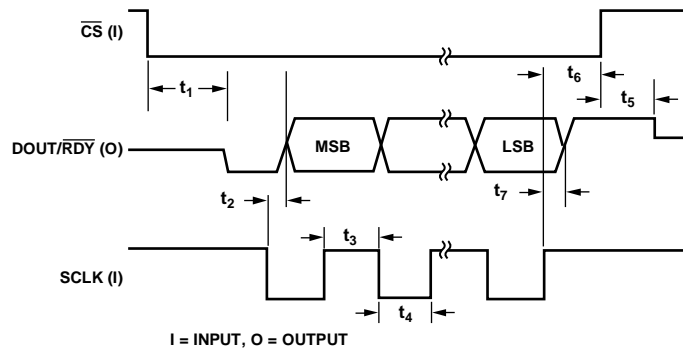 CS (I)
t6
t1
t5
DOUT/RDY (O)
MSB
LSB
t2
t7
t3
SCLK (I)
t4
I = INPUT, O = OUTPUT